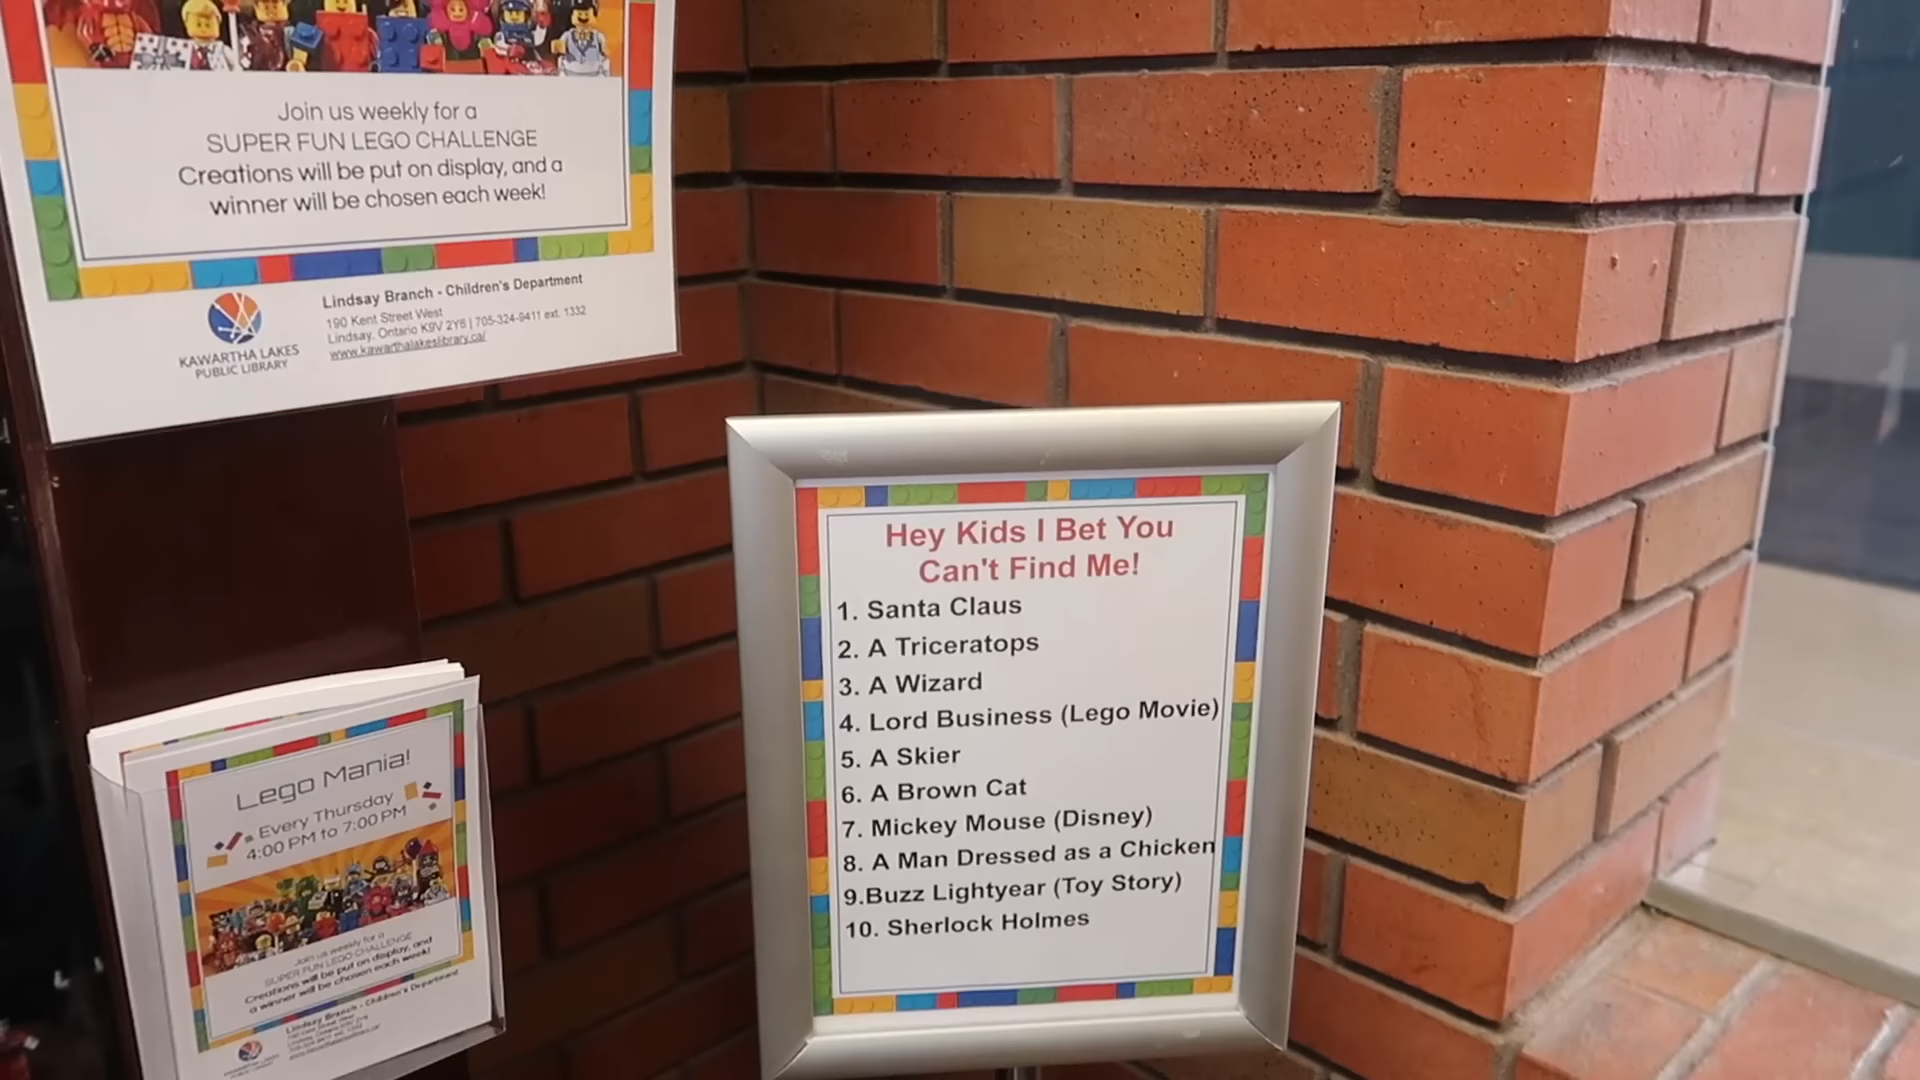 Join us weekly for a
SUPER FUN LEGO CHALLENGE
Creations will be put on display, and a
winner will be chosen each week!
KAWARTHA LAKES
PUBLIC LIBRARY
Lindsay Branch - Children's Department
190 Kent Street West
Lindsay, Ontario K9V 2Y6 | 705-324-9411 ext. 1332
www.kawarthalakeslibrary.ca/
Hey Kids I Bet You
Can't Find Me!
1. Santa Claus
2. A Triceratops
3. A Wizard
4. Lord Business (Lego Movie)
5. A Skier
6. A Brown Cat
7. Mickey Mouse (Disney)
8. A Man Dressed as a Chicken
9.Buzz Lightyear (Toy Story)
10. Sherlock Holmes
Lego Mania!
Every Thursday
4:00 PM to 7:00 PM
Join us weekly for a
SUPER FUN LEGO CHALLENGE
Creations will be put on display, and
a winner will be chosen each week!
Lindsay Branch - Children's Department
KAWARTHA LAKES
PUBLIC LIBRARY